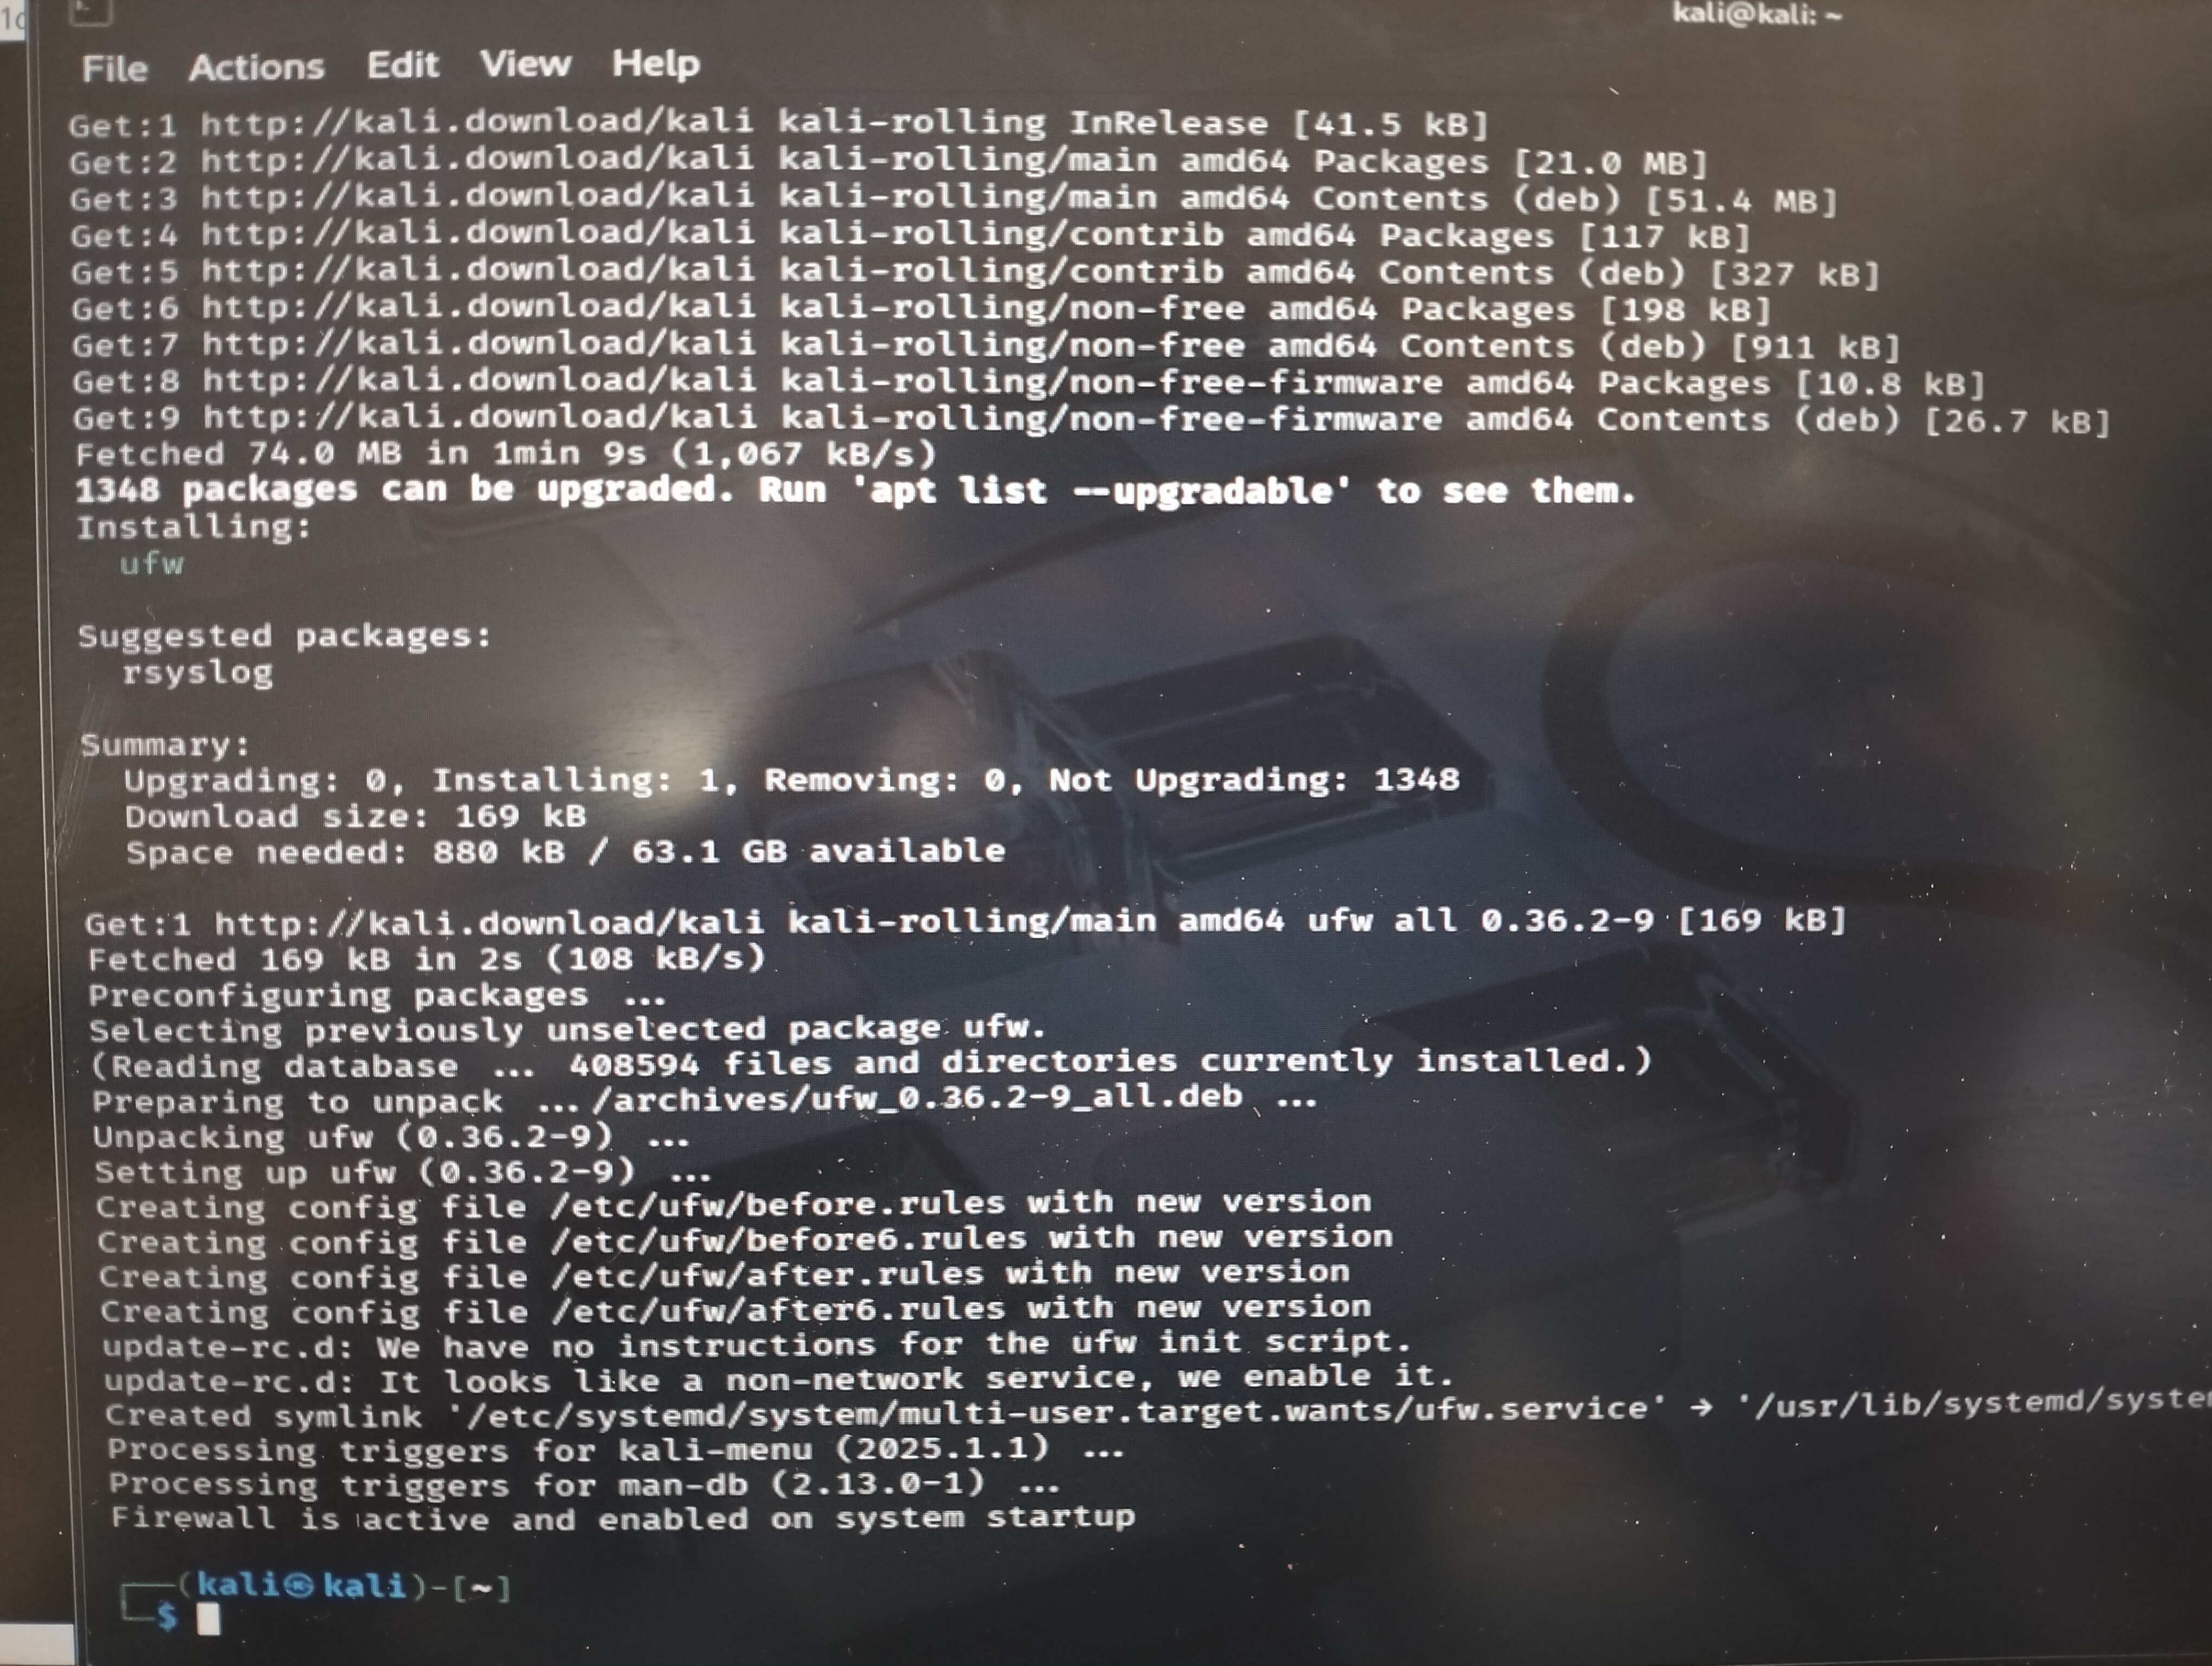 kali@kali: ~
File Actions Edit View Help
Get:1 http://kali.download/kali kali-rolling InRelease [41.5 kB]
Get:2 http://kali.download/kali kali-rolling/main amd64 Packages [21.0 MB]
Get:3 http://kali.download/kali kali-rolling/main amd64 Contents (deb) [51.4 MB]
Get:4 http://kali.download/kali kali-rolling/contrib amd64 Packages [117 kB]
Get:5 http://kali.download/kali kali-rolling/contrib amd64 Contents (deb) [327 kB]
Get:6 http://kali.download/kali kali-rolling/non-free amd64 Packages [198 kB]
Get:7 http://kali.download/kali kali-rolling/non-free amd64 Contents (deb) [911 kB]
Get:8 http://kali.download/kali kali-rolling/non-free-firmware amd64 Packages [10.8 kB]
Get:9 http://kali.download/kali kali-rolling/non-free-firmware amd64 Contents (deb) [26.7 kB]
Fetched 74.0 MB in 1min 9s (1,067 kB/s)
1348 packages can be upgraded. Run 'apt list --upgradable' to see them.
Installing:
ufw
Suggested packages:
rsyslog
Summary:
Upgrading: 0, Installing: 1, Removing: 0, Not Upgrading: 1348
Download size: 169 kB
Space needed: 880 kB / 63.1 GB available
Get:1 http://kali.download/kali kali-rolling/main amd64 ufw all 0.36.2-9 [169 kB]
Fetched 169 kB in 2s (108 kB/s)
Preconfiguring packages ...
Selecting previously unselected package ufw.
(Reading database ... 408594 files and directories currently installed.)
Preparing to unpack .../archives/ufw_0.36.2-9_all.deb ...
Unpacking ufw (0.36.2-9) ...
Setting up ufw (0.36.2-9) ...
Creating config file /etc/ufw/before.rules with new version
Creating config file /etc/ufw/before6.rules with new version
Creating config file /etc/ufw/after.rules with new version
Creating config file /etc/ufw/after6.rules with new version
update-rc.d: We have no instructions for the ufw init script.
update-rc.d: It looks like a non-network service, we enable it.
Created symlink '/etc/systemd/system/multi-user.target.wants/ufw.service' → '/usr/lib/systemd/syste
Processing triggers for kali-menu (2025.1.1) ...
Processing triggers for man-db (2.13.0-1) ...
Firewall is active and enabled on system startup
┌──(kali㉿kali)-[~]
└─$